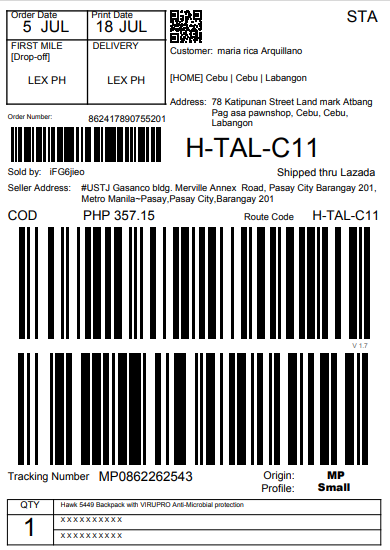 Order Date
Print Date
STA
5 JUL
18 JUL
FIRST MILE
[Drop-off]
DELIVERY
LEX PH
LEX PH
Customer: maria rica Arquillano
[HOME] Cebu | Cebu | Labangon
Address: 78 Katipunan Street Land mark Atbang
Pag asa pawnshop, Cebu, Cebu,
Labangon
Order Number: 862417890755201
H-TAL-C11
Sold by: iFG6jieo
Shipped thru Lazada
Seller Address: #USTJ Gasanco bldg. Merville Annex Road, Pasay City Barangay 201,
Metro Manila~Pasay,Pasay City,Barangay 201
COD PHP 357.15 Route Code H-TAL-C11
V 1.7
Tracking Number MP0862262543
Origin: MP
Profile: Small
QTY
Hawk 5449 Backpack with VIRUPRO Anti-Microbial protection
1
X X X X X X X X X X
X X X X X X X X X X